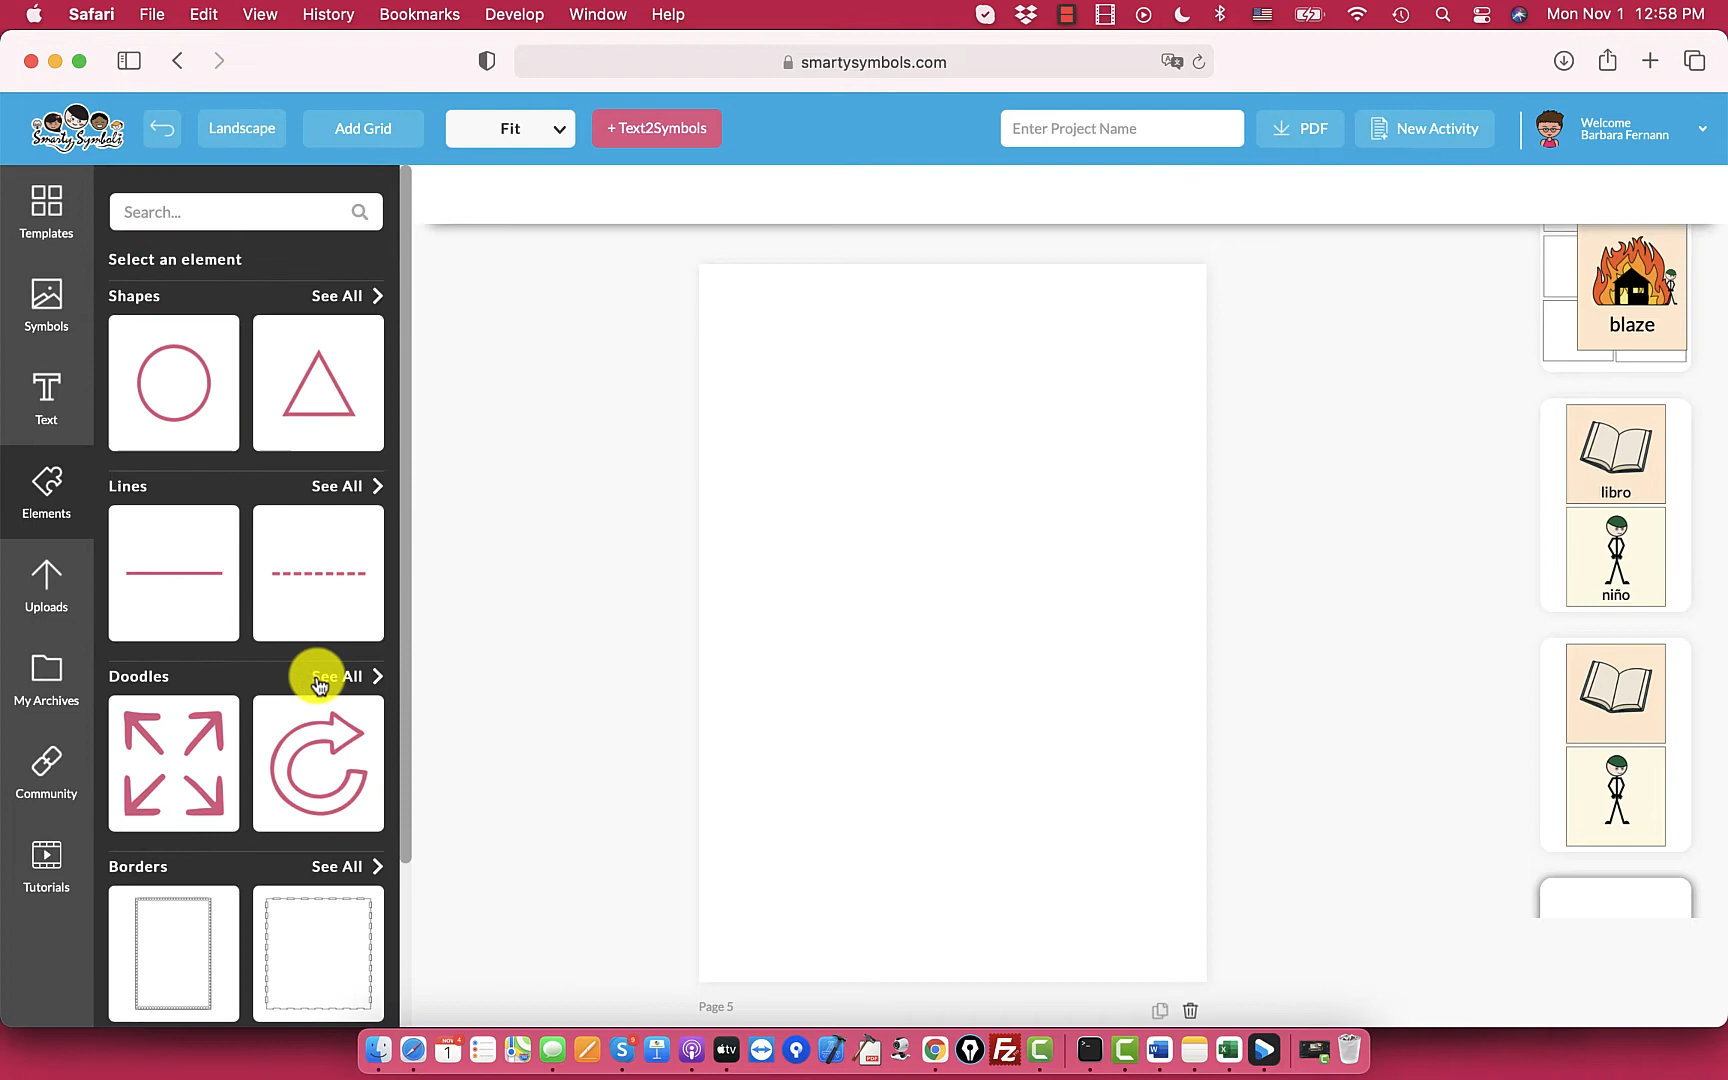 Safari File Edit View History Bookmarks Develop Window Help Mon Nov 1 12:58 PM
smartysymbols.com
Smarty Symbols
Landscape Add Grid Fit + Text2Symbols Enter Project Name PDF New Activity
Welcome
Barbara Fernann
Templates
Symbols
Text
Elements
Uploads
My Archives
Community
Tutorials
Search...
Select an element
Shapes See All
Lines See All
Doodles See All
Borders See All
Page 5
blaze
libro
niño